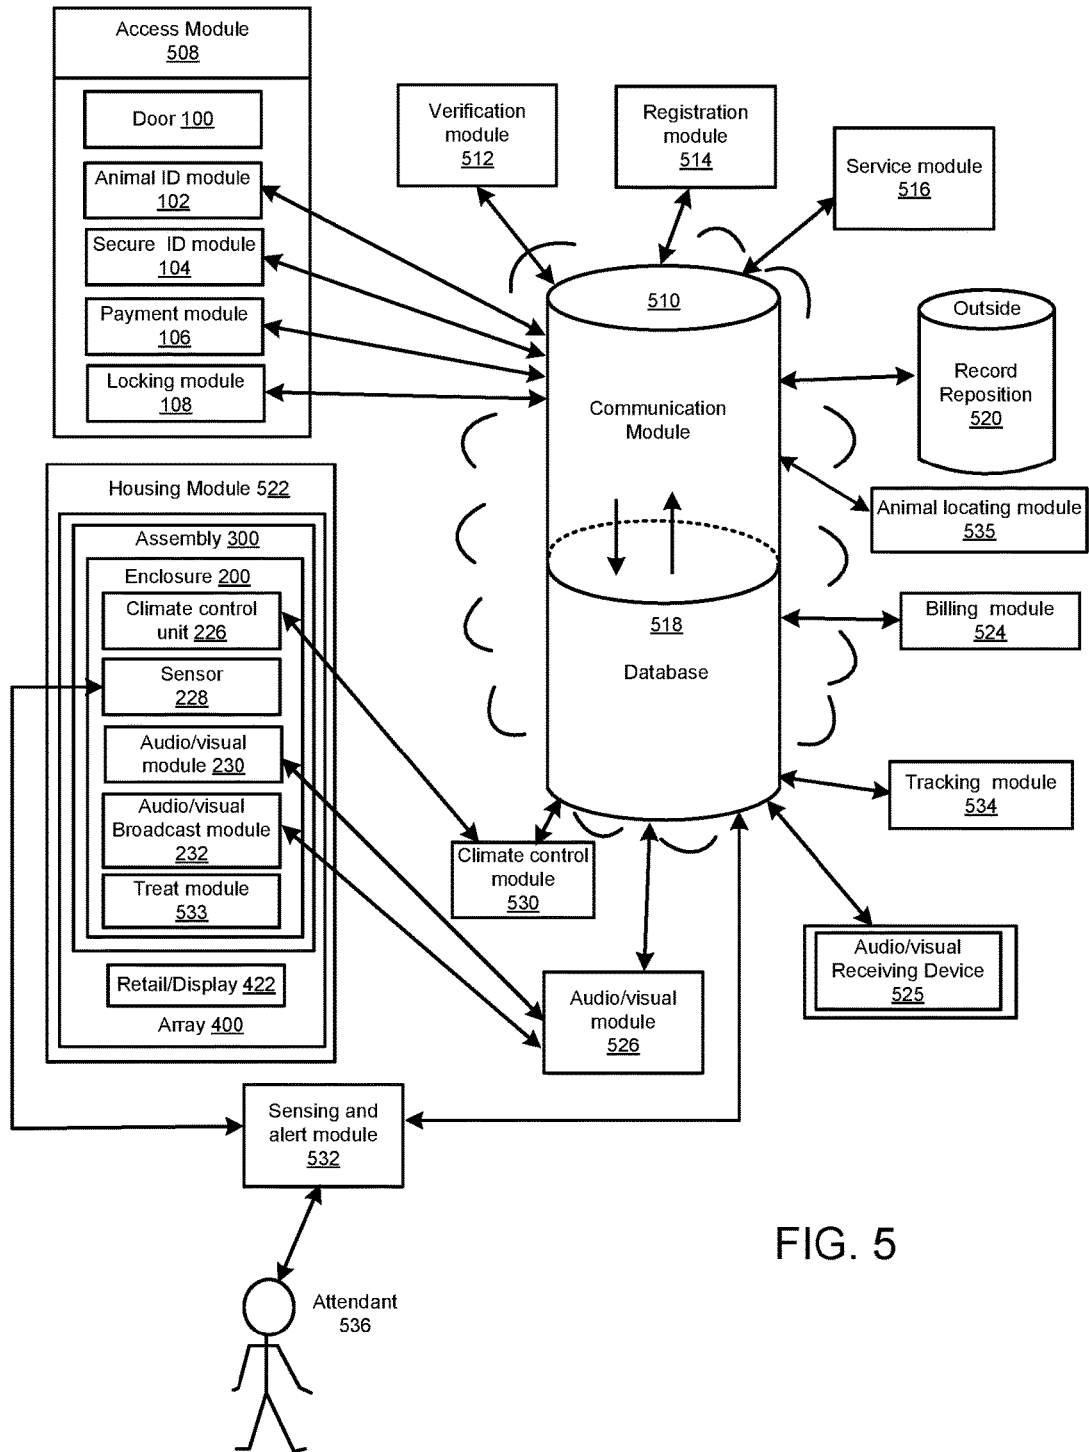 Access Module
508
Door 100
Animal ID module
102
Secure ID module
104
Payment module
106
Locking module
108
Verification
module
512
Registration
module
514
Service module
516
510
Communication
Module
518
Database
Outside
Record
Reposition
520
Animal locating module
535
Billing module
524
Tracking module
534
Audio/visual
Receiving Device
525
Housing Module 522
Assembly 300
Enclosure 200
Climate control
unit 226
Sensor
228
Audio/visual
module 230
Audio/visual
Broadcast module
232
Treat module
533
Retail/Display 422
Array 400
Climate control
module
530
Audio/visual
module
526
Sensing and
alert module
532
Attendant
536
FIG. 5